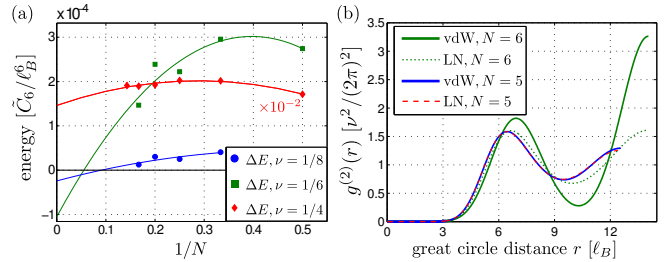 (a)
×10⁻⁴
energy [C̃₆/ℓ_B⁶]
3
2
1
0
−1
0 0.1 0.2 0.3 0.4 0.5
1/N
×10⁻²
ΔE, ν = 1/8
ΔE, ν = 1/6
ΔE, ν = 1/4
(b)
g⁽²⁾(r) [ν²/(2π)²]
3.5
3
2.5
2
1.5
1
0.5
0
0 3 6 9 12
great circle distance r [ℓ_B]
vdW, N = 6
LN, N = 6
vdW, N = 5
LN, N = 5